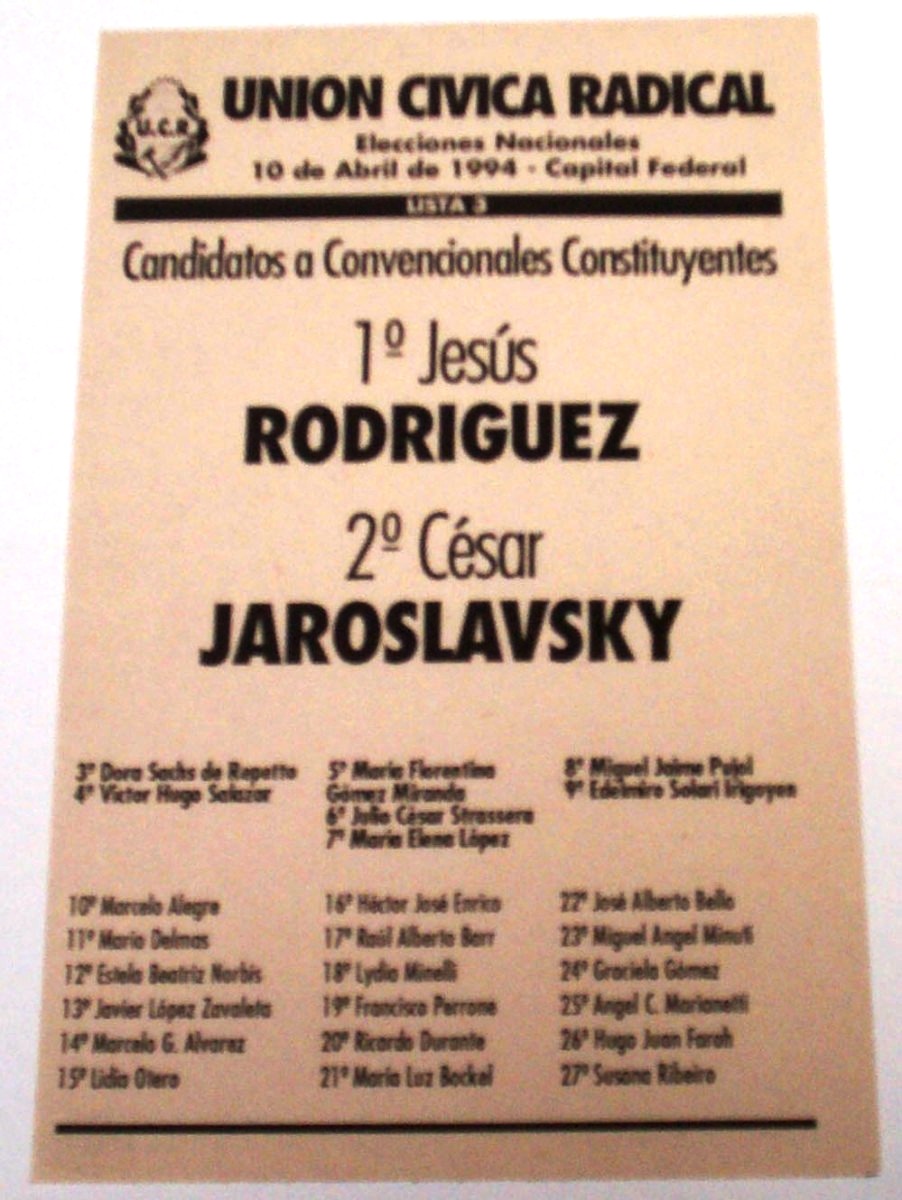 U.C.R.
UNION CIVICA RADICAL
Elecciones Nacionales
10 de Abril de 1994 - Capital Federal
LISTA 3
Candidatos a Convencionales Constituyentes
1º Jesús
RODRIGUEZ
2º César
JAROSLAVSKY
3º Dora Sachs de Repetto
4º Victor Hugo Salazar
5º María Florentina
Gómez Miranda
6º Julio César Strassera
7º María Elena López
8º Miguel Jaime Pujol
9º Edelmiro Solari Irigoyen
10º Marcelo Alegre
11º Mario Delmas
12º Estela Beatriz Norbis
13º Javier López Zavaleta
14º Marcelo G. Alvarez
15º Lidia Otero
16º Héctor José Enrico
17º Raúl Alberto Barr
18º Lydia Minelli
19º Francisco Perrone
20º Ricardo Durante
21º María Luz Bockel
22º José Alberto Bello
23º Miguel Angel Minuti
24º Graciela Gómez
25º Angel C. Marianetti
26º Hugo Juan Farah
27º Susana Ribeiro